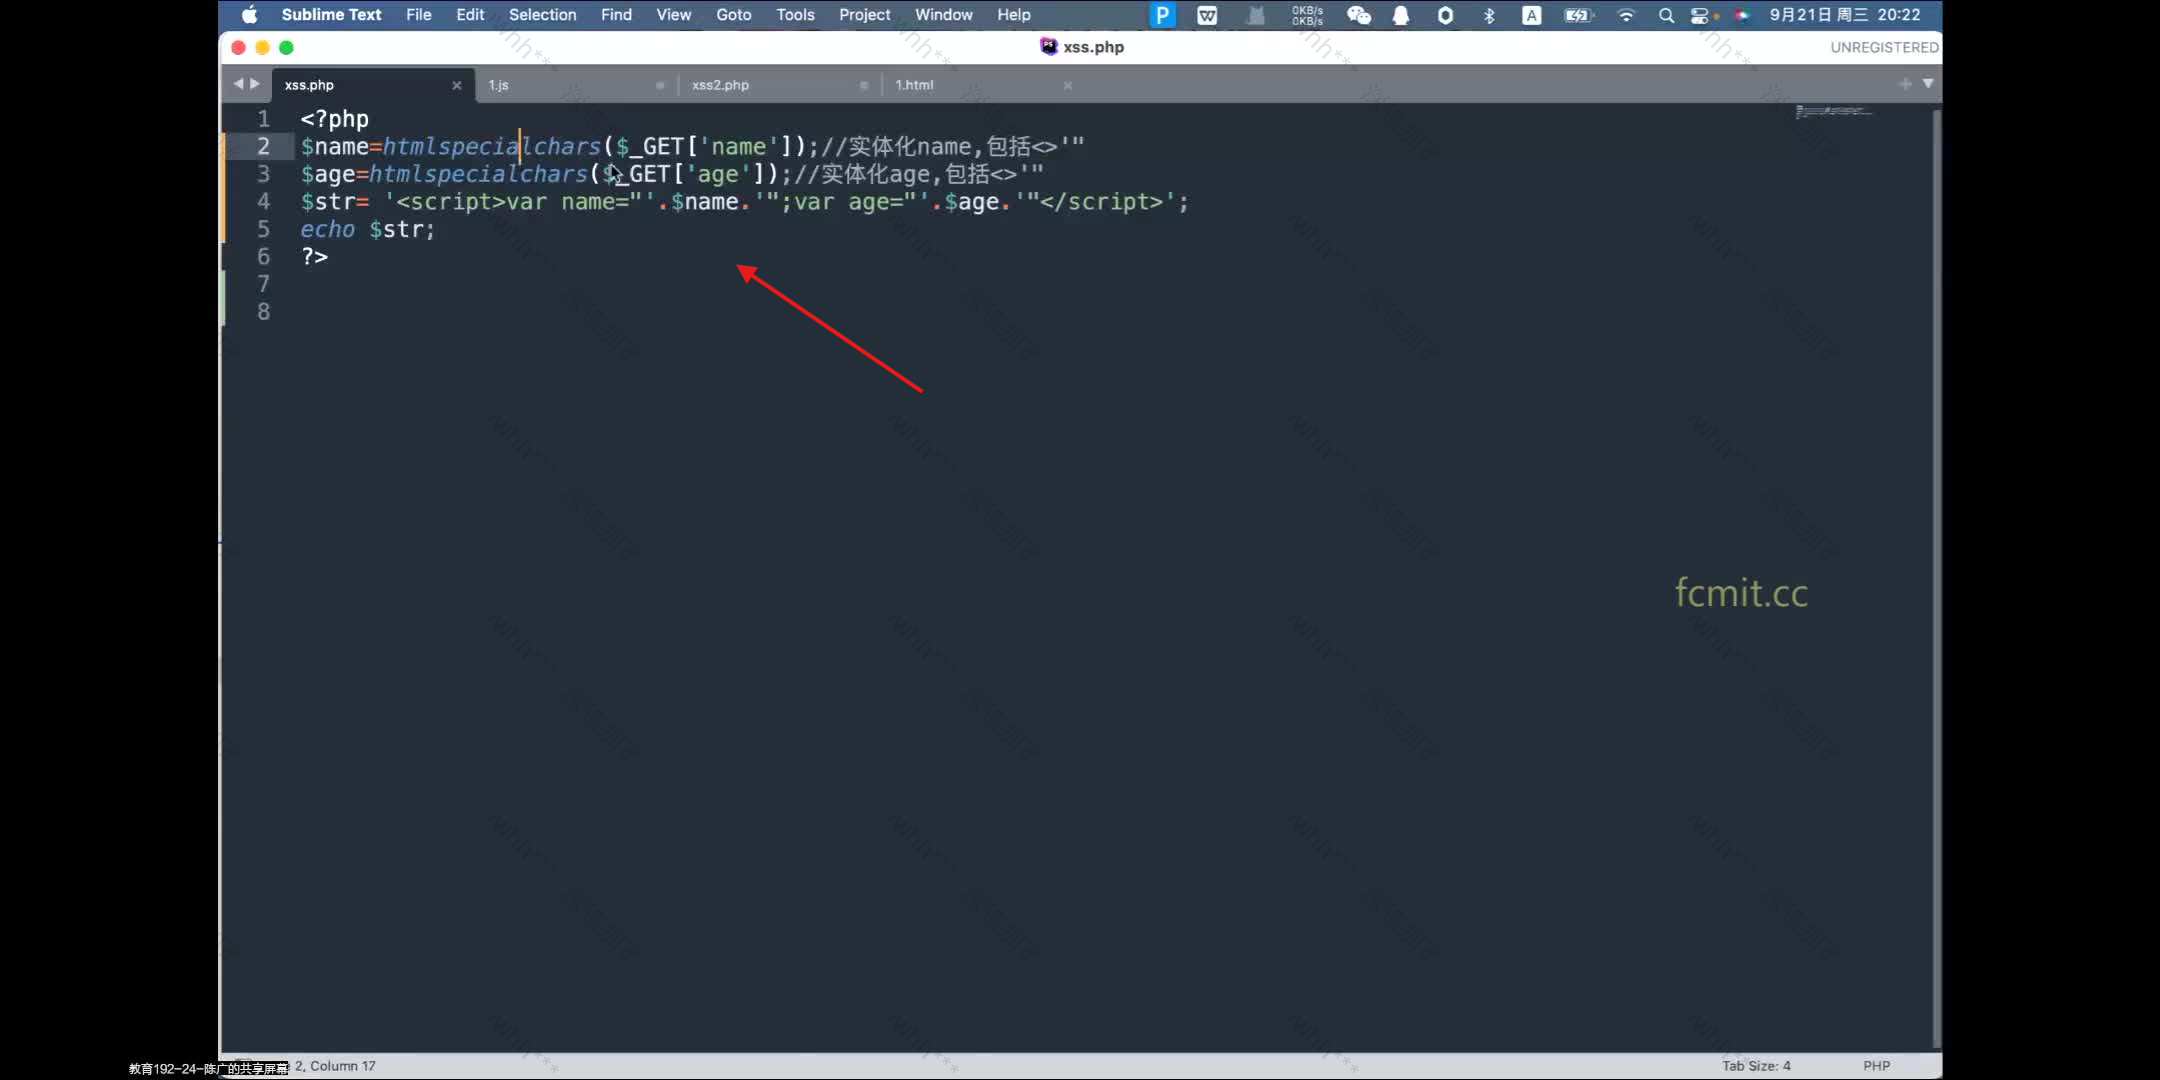 Sublime Text File Edit Selection Find View Goto Tools Project Window Help P W 0KB/s 0KB/s A 9月21日 周三 20:22
xss.php UNREGISTERED
xss.php 1.js xss2.php 1.html
1 <?php
2 $name=htmlspecialchars($_GET['name']);//实体化name,包括<>'"
3 $age=htmlspecialchars($_GET['age']);//实体化age,包括<>'"
4 $str= '<script>var name="'.$name.'";var age="'.$age.'"</script>';
5 echo $str;
6 ?>
7
8
fcmit.cc
教育192-24-陈广的共享屏幕 2, Column 17 Tab Size: 4 PHP